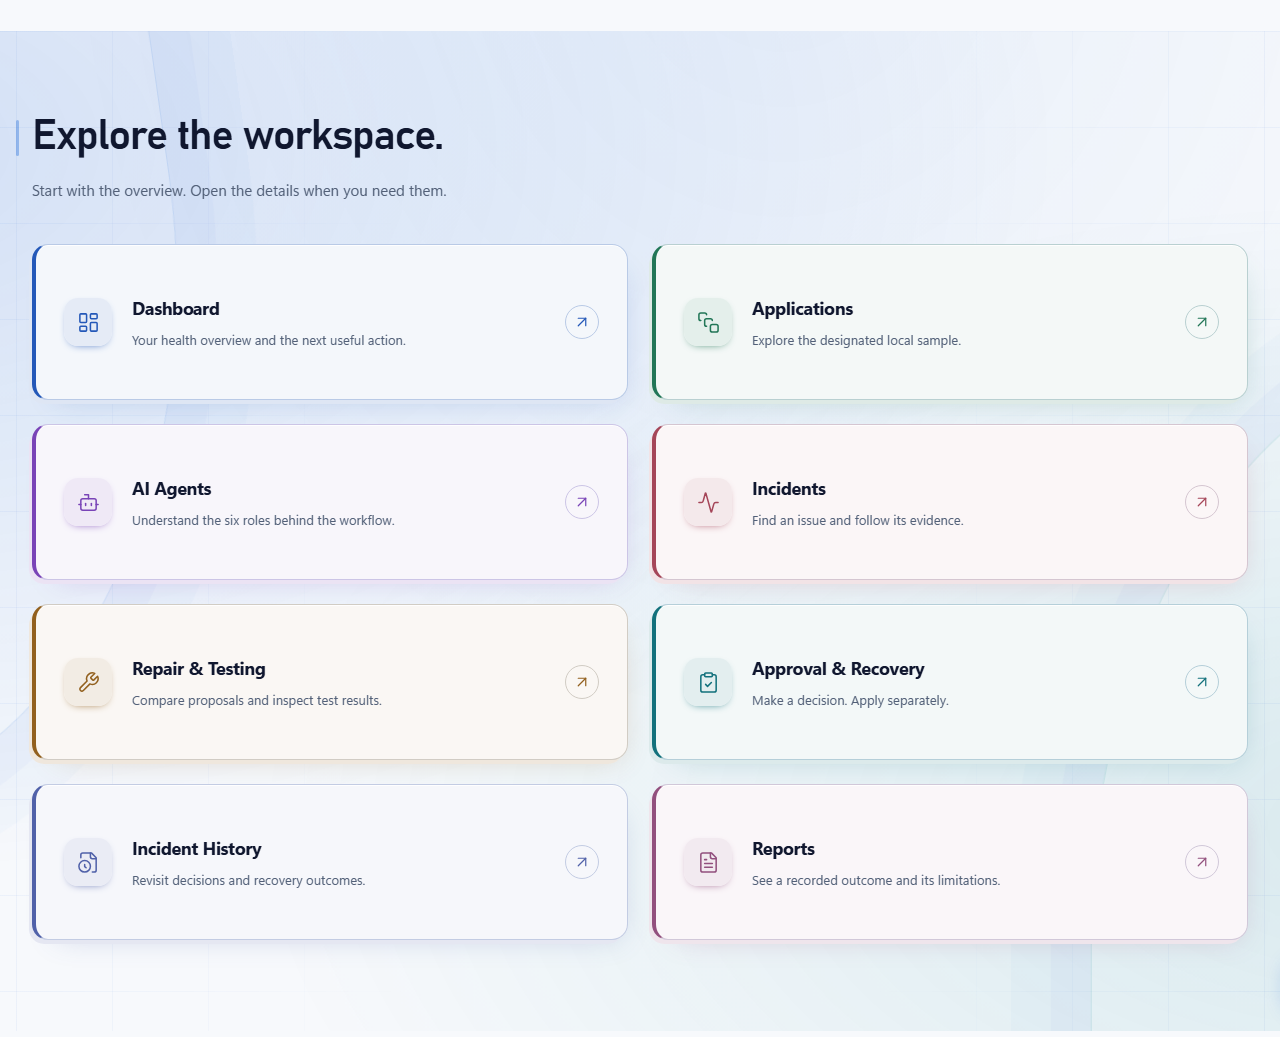 Explore the workspace.
Start with the overview. Open the details when you need them.
Dashboard
Your health overview and the next useful action.
Applications
Explore the designated local sample.
AI Agents
Understand the six roles behind the workflow.
Incidents
Find an issue and follow its evidence.
Repair & Testing
Compare proposals and inspect test results.
Approval & Recovery
Make a decision. Apply separately.
Incident History
Revisit decisions and recovery outcomes.
Reports
See a recorded outcome and its limitations.